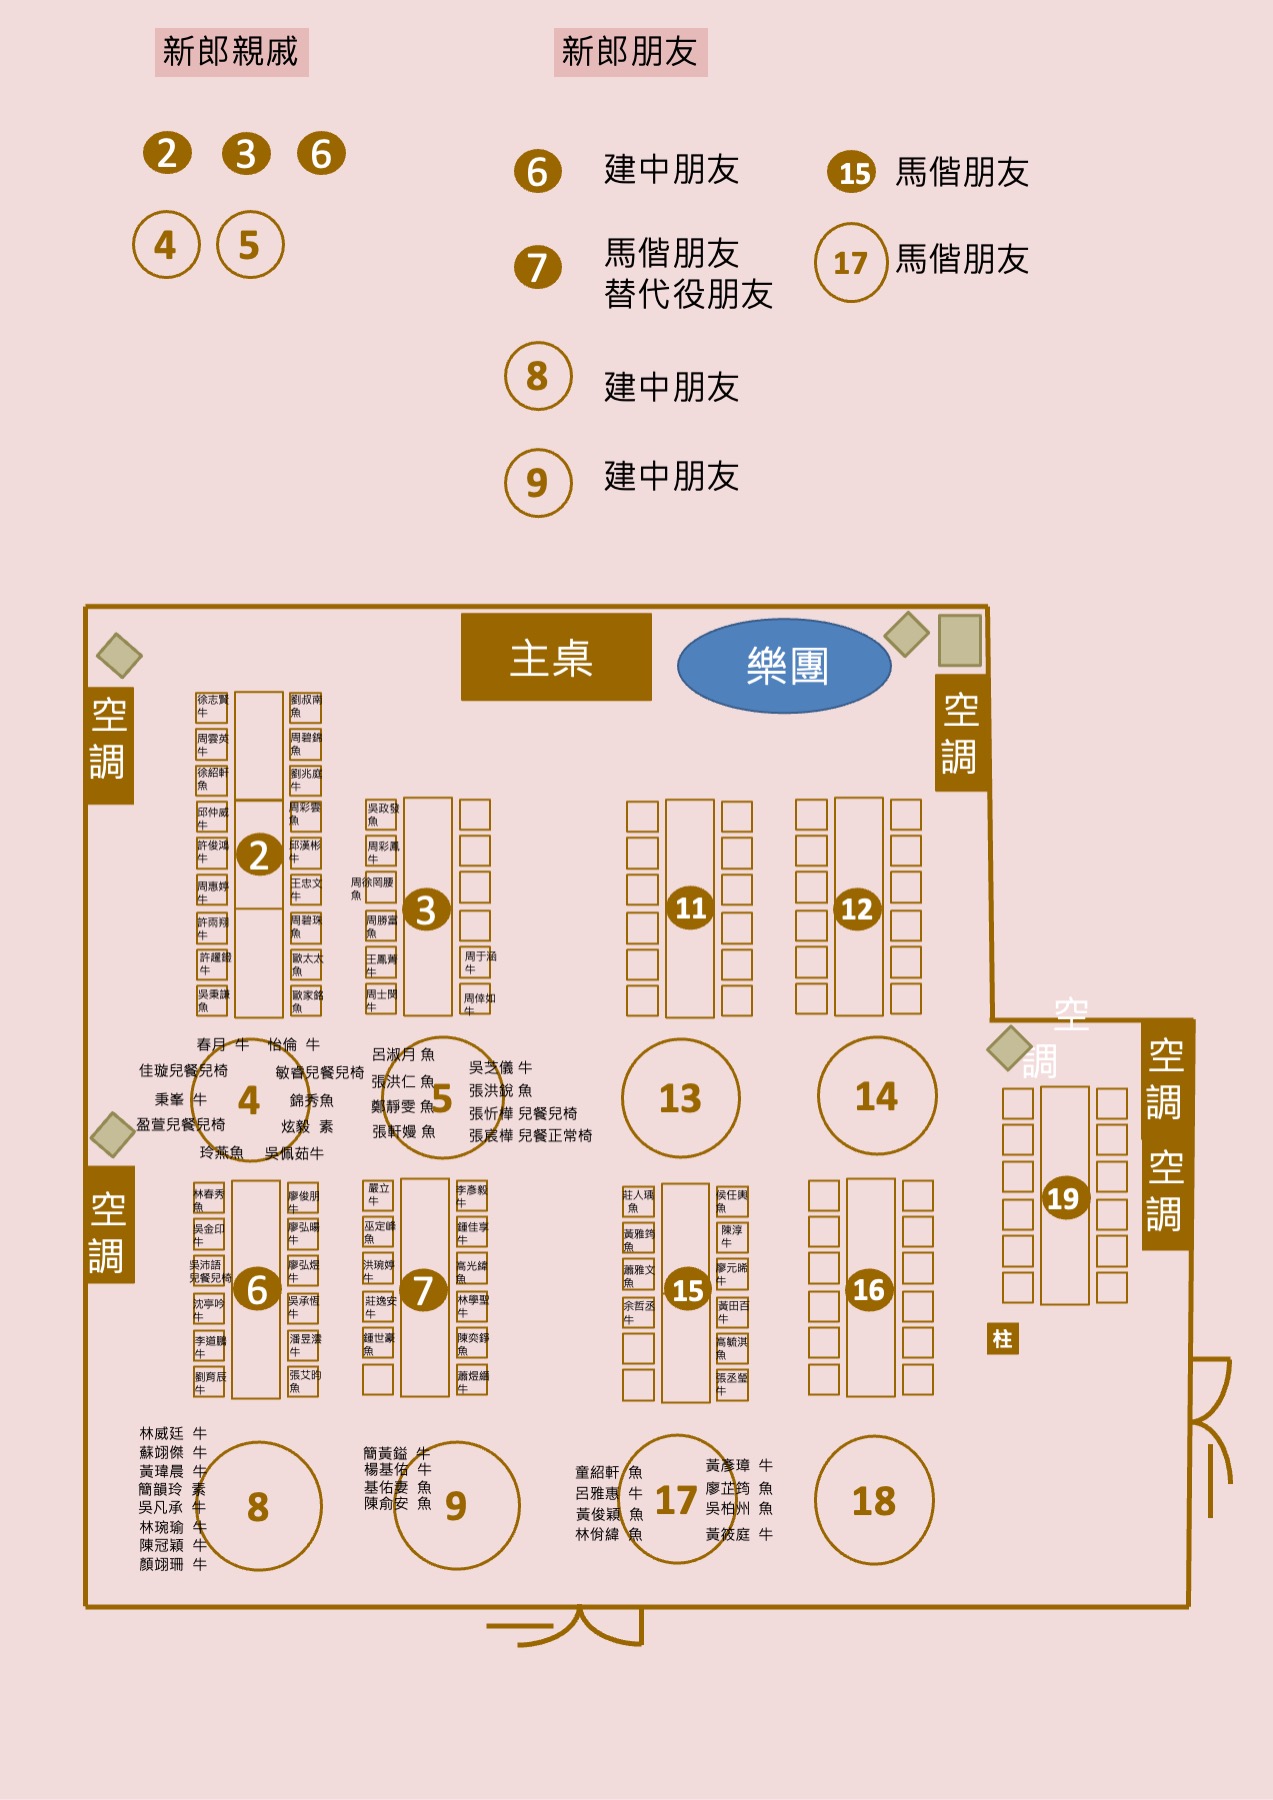 新郎親戚
新郎朋友
2
3
6
4
5
6
建中朋友
15
馬偕朋友
7
馬偕朋友
替代役朋友
17
馬偕朋友
8
建中朋友
9
建中朋友
主桌
樂團
空
調
空
調
徐志賢
牛
劉叔南
魚
周雲英
牛
周碧錦
魚
徐紹軒
魚
劉兆庭
牛
邱仲威
牛
周彩雲
魚
許俊鴻
牛
邱漢彬
牛
周惠婷
牛
王忠文
牛
許雨翔
牛
周碧珠
魚
牛
歐太太
魚
吳秉謙
魚
歐家銘
魚
2
吳政發
魚
周彩鳳
牛
周徐罔腰
魚
周勝富
魚
王鳳菁
牛
周于涵
牛
周士閔
牛
周倖如
牛
3
11
12
春月 牛
怡倫 牛
佳璇兒餐兒椅
敏睿兒餐兒椅
秉峯 牛
錦秀魚
盈萱兒餐兒椅
炫毅 素
玲燕魚
吳佩茹牛
4
呂淑月 魚
張洪仁 魚
鄭靜雯 魚
張軒嫚 魚
5
吳芝儀 牛
張洪銳 魚
張忻樺 兒餐兒椅
張宸樺 兒餐正常椅
13
14
空
調
空
調
空
調
空
調
19
柱
林春秀
魚
廖俊朋
牛
吳金印
牛
廖弘暘
牛
吳沛語
兒餐兒椅
廖弘煜
牛
沈亭吟
牛
吳承恆
牛
李道鵬
牛
潘昱澐
牛
劉育辰
牛
張艾昀
魚
6
嚴立
牛
李彥毅
牛
巫定峰
魚
鍾佳享
牛
洪琬婷
牛
高光緯
魚
莊逸安
牛
林學聖
牛
鍾世豪
魚
陳奕錚
魚
蕭煜縉
牛
7
莊人瑀
魚
侯任輿
魚
黃雅筠
魚
陳淳
牛
蕭雅文
魚
廖元晞
牛
余哲丞
牛
黃田百
牛
高毓淇
魚
張丞瑩
牛
15
16
林威廷 牛
蘇翊傑 牛
黃瑋晨 牛
簡韻玲 素
吳凡承 牛
林琬瑜 牛
陳冠穎 牛
顏翊珊 牛
8
簡黃鎰 牛
楊基佑 牛
基佑妻 魚
陳俞安 魚
9
童紹軒 魚
呂雅惠 牛
黃俊穎 魚
林佾緯 魚
17
黃彥璋 牛
廖芷筠 魚
吳柏州 魚
黃筱庭 牛
18